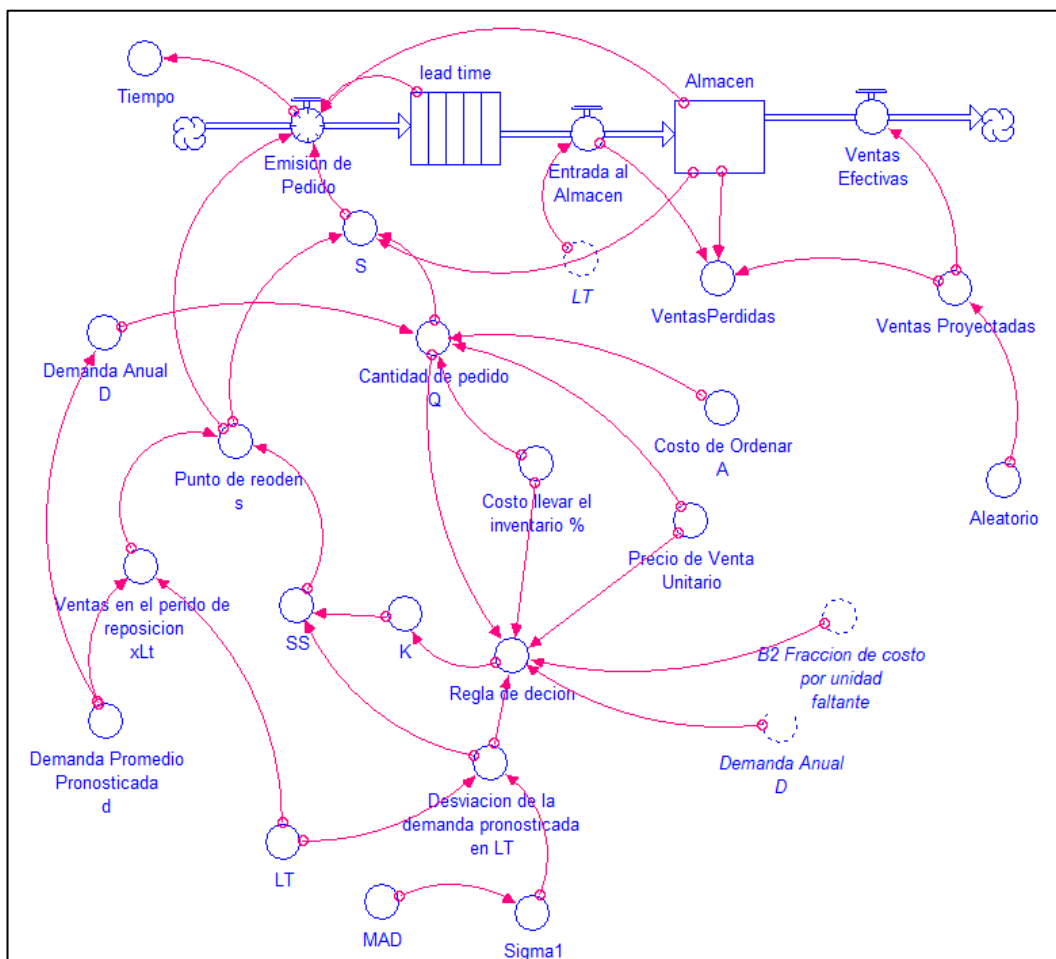 Tiempo
lead time
Almacen
Emisión de
Pedido
Entrada al
Almacen
Ventas
Efectivas
S
LT
VentasPerdidas
Ventas Proyectadas
Demanda Anual
D
Cantidad de pedido
Q
Costo de Ordenar
A
Punto de reoden
s
Costo llevar el
inventario %
Precio de Venta
Unitario
Aleatorio
Ventas en el perido de
reposicion
xLt
SS
K
Regla de decion
B2 Fraccion de costo
por unidad
faltante
Demanda Promedio
Pronosticada
d
Desviacion de la
demanda pronosticada
en LT
Demanda Anual
D
LT
MAD
Sigma1